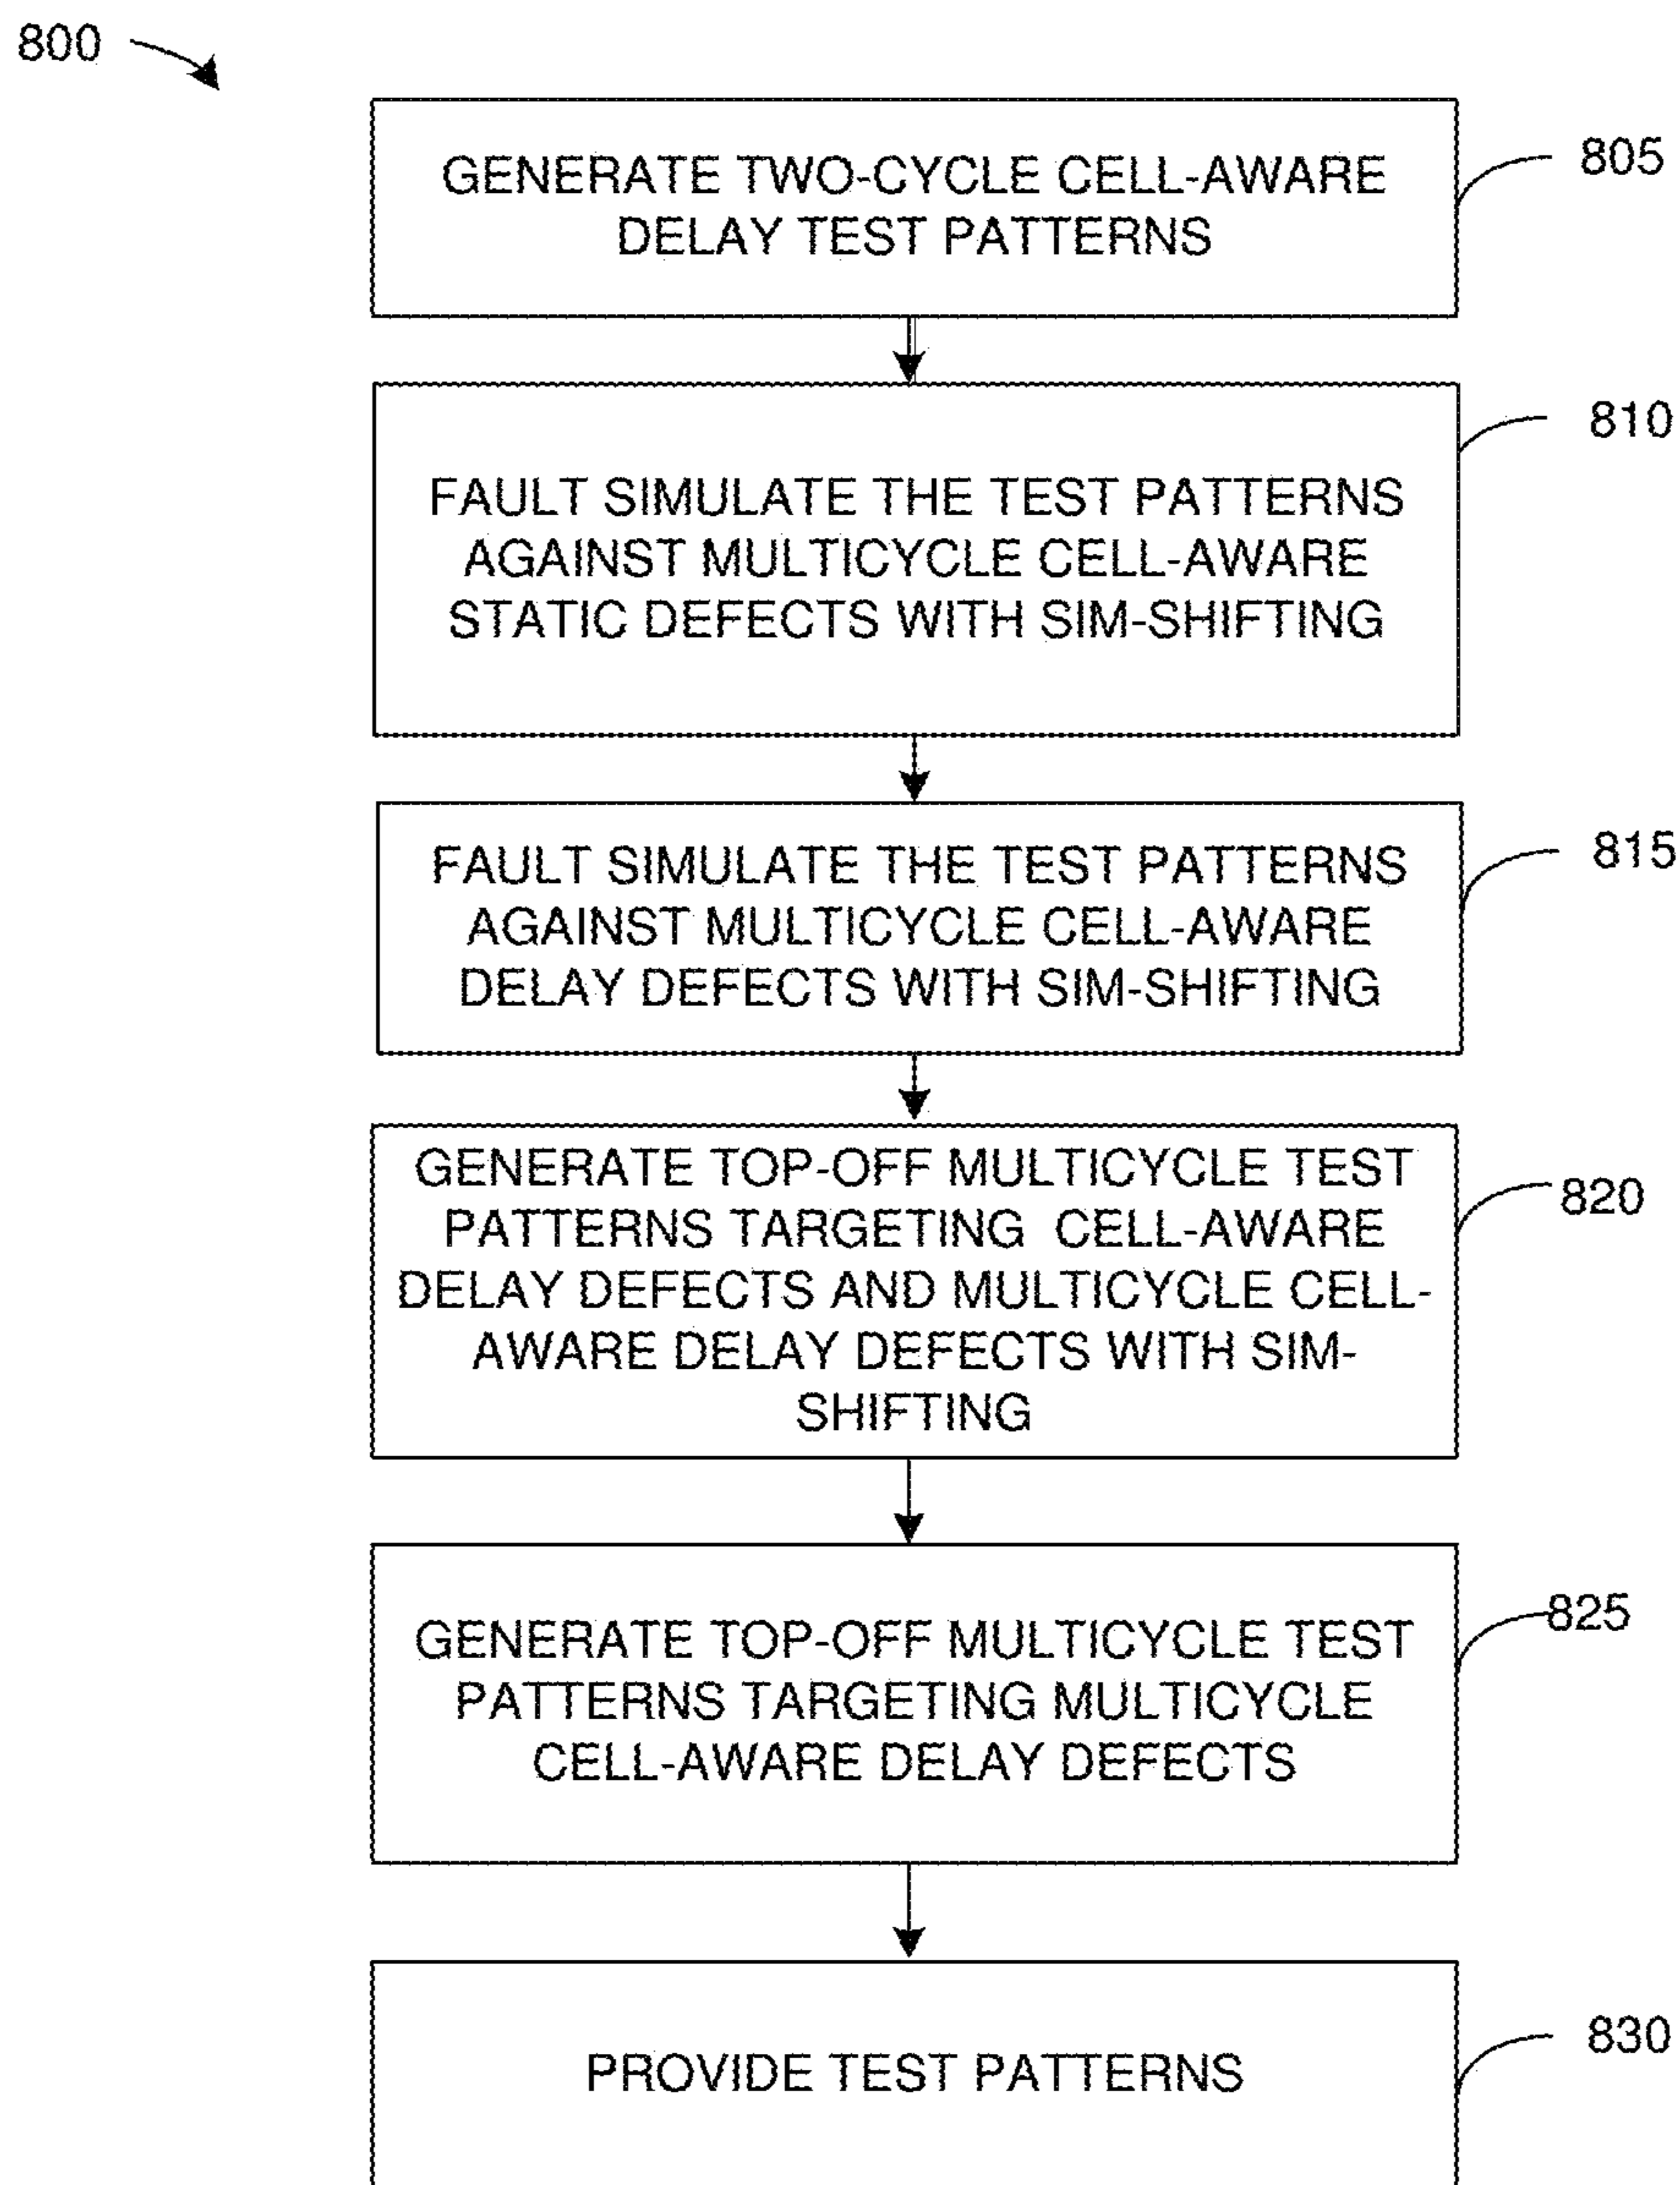 800
GENERATE TWO-CYCLE CELL-AWARE
DELAY TEST PATTERNS
805
FAULT SIMULATE THE TEST PATTERNS
AGAINST MULTICYCLE CELL-AWARE
STATIC DEFECTS WITH SIM-SHIFTING
810
FAULT SIMULATE THE TEST PATTERNS
AGAINST MULTICYCLE CELL-AWARE
DELAY DEFECTS WITH SIM-SHIFTING
815
GENERATE TOP-OFF MULTICYCLE TEST
PATTERNS TARGETING CELL-AWARE
DELAY DEFECTS AND MULTICYCLE CELL-
AWARE DELAY DEFECTS WITH SIM-
SHIFTING
820
GENERATE TOP-OFF MULTICYCLE TEST
PATTERNS TARGETING MULTICYCLE
CELL-AWARE DELAY DEFECTS
825
PROVIDE TEST PATTERNS
830